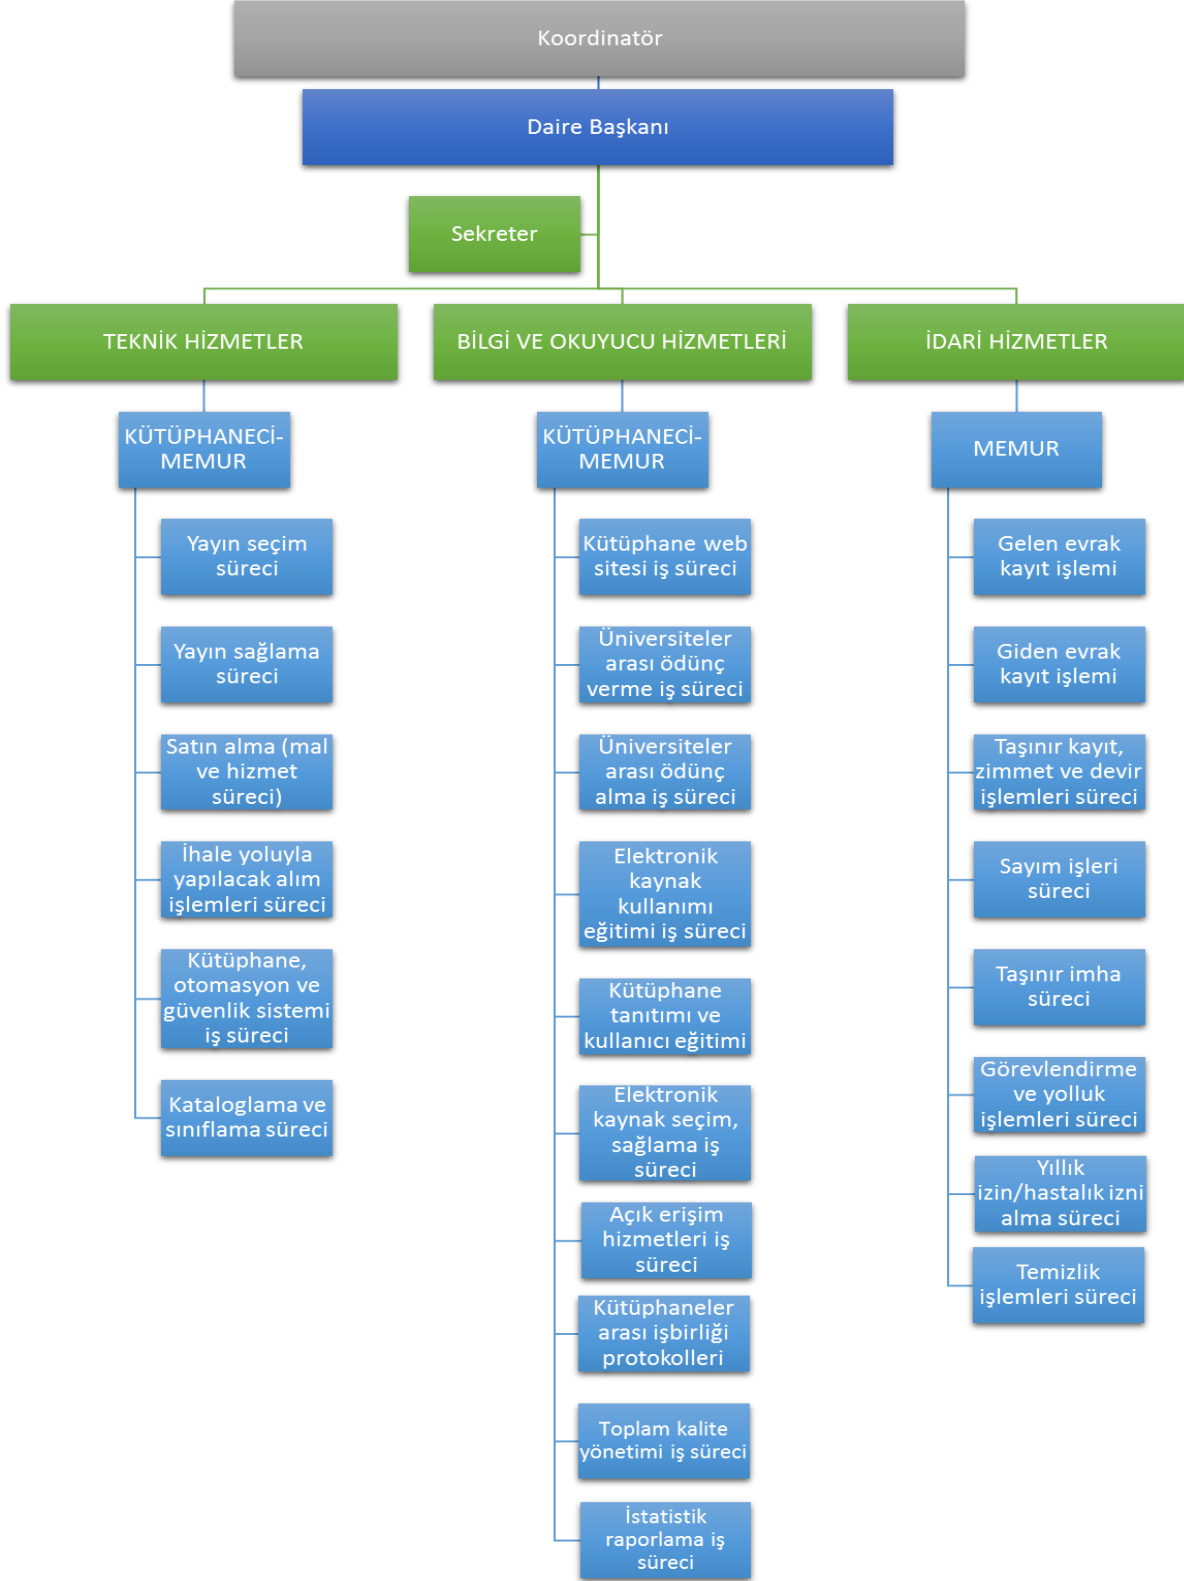 Koordinatör
Daire Başkanı
Sekreter
TEKNİK HİZMETLER
KÜTÜPHANECİ-
MEMUR
Yayın seçim
süreci
Yayın sağlama
süreci
Satın alma (mal
ve hizmet
süreci)
İhale yoluyla
yapılacak alım
işlemleri süreci
Kütüphane,
otomasyon ve
güvenlik sistemi
iş süreci
Kataloglama ve
sınıflama süreci
BİLGİ VE OKUYUCU HİZMETLERİ
KÜTÜPHANECİ-
MEMUR
Kütüphane web
sitesi iş süreci
Üniversiteler
arası ödünç
verme iş süreci
Üniversiteler
arası ödünç
alma iş süreci
Elektronik
kaynak
kullanımı
eğitimi iş süreci
Kütüphane
tanıtımı ve
kullanıcı eğitimi
Elektronik
kaynak seçim,
sağlama iş
süreci
Açık erişim
hizmetleri iş
süreci
Kütüphaneler
arası işbirliği
protokolleri
Toplam kalite
yönetimi iş süreci
İstatistik
raporlama iş
süreci
İDARİ HİZMETLER
MEMUR
Gelen evrak
kayıt işlemi
Giden evrak
kayıt işlemi
Taşınır kayıt,
zimmet ve devir
işlemleri süreci
Sayım işleri
süreci
Taşınır imha
süreci
Görevlendirme
ve yolluk
işlemleri süreci
Yıllık
izin/hastalık izni
alma süreci
Temizlik
işlemleri süreci